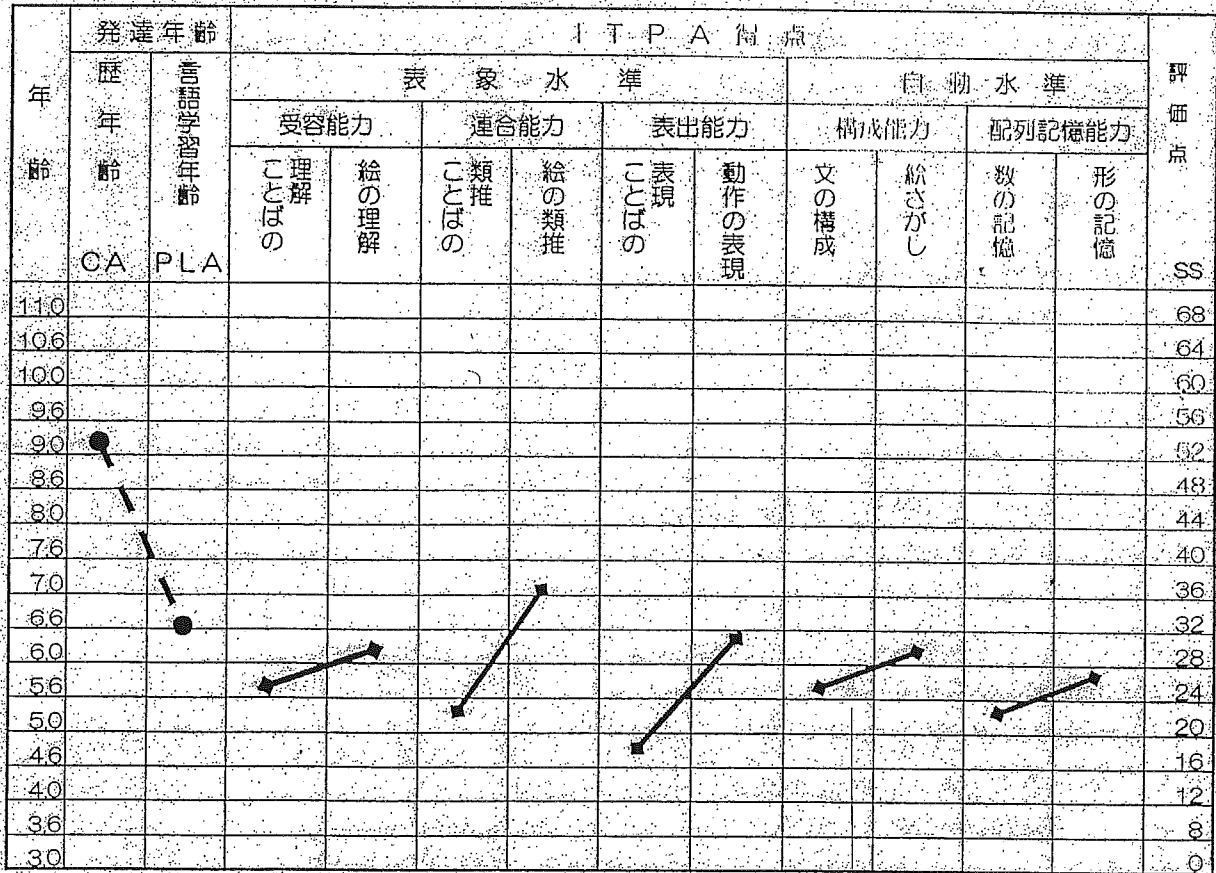 年齢
発達年齢
ITPA得点
評価点
SS
歴年齢
CA
言語学習年齢
PLA
表象水準
自動水準
受容能力
連合能力
表出能力
構成能力
配列記憶能力
ことばの理解
絵の理解
ことばの類推
絵の類推
ことばの表現
動作の表現
文の構成
絵さがし
数の記憶
形の記憶
11.0 68
10.6 64
10.0 60
9.6 56
9.0 52
8.6 48
8.0 44
7.6 40
7.0 36
6.6 32
6.0 28
5.6 24
5.0 20
4.6 16
4.0 12
3.6 8
3.0 0